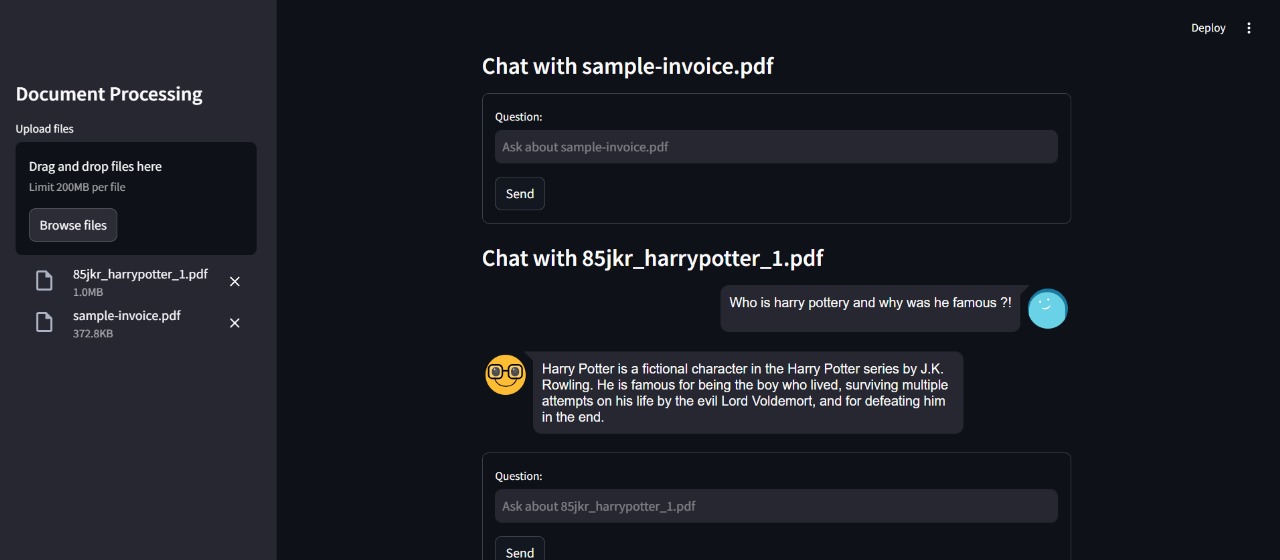 Deploy
Document Processing
Upload files
Drag and drop files here
Limit 200MB per file
Browse files
85jkr_harrypotter_1.pdf
1.0MB
sample-invoice.pdf
372.8KB
Chat with sample-invoice.pdf
Question:
Ask about sample-invoice.pdf
Send
Chat with 85jkr_harrypotter_1.pdf
Who is harry pottery and why was he famous ?!
Harry Potter is a fictional character in the Harry Potter series by J.K.
Rowling. He is famous for being the boy who lived, surviving multiple
attempts on his life by the evil Lord Voldemort, and for defeating him
in the end.
Question:
Ask about 85jkr_harrypotter_1.pdf
Send